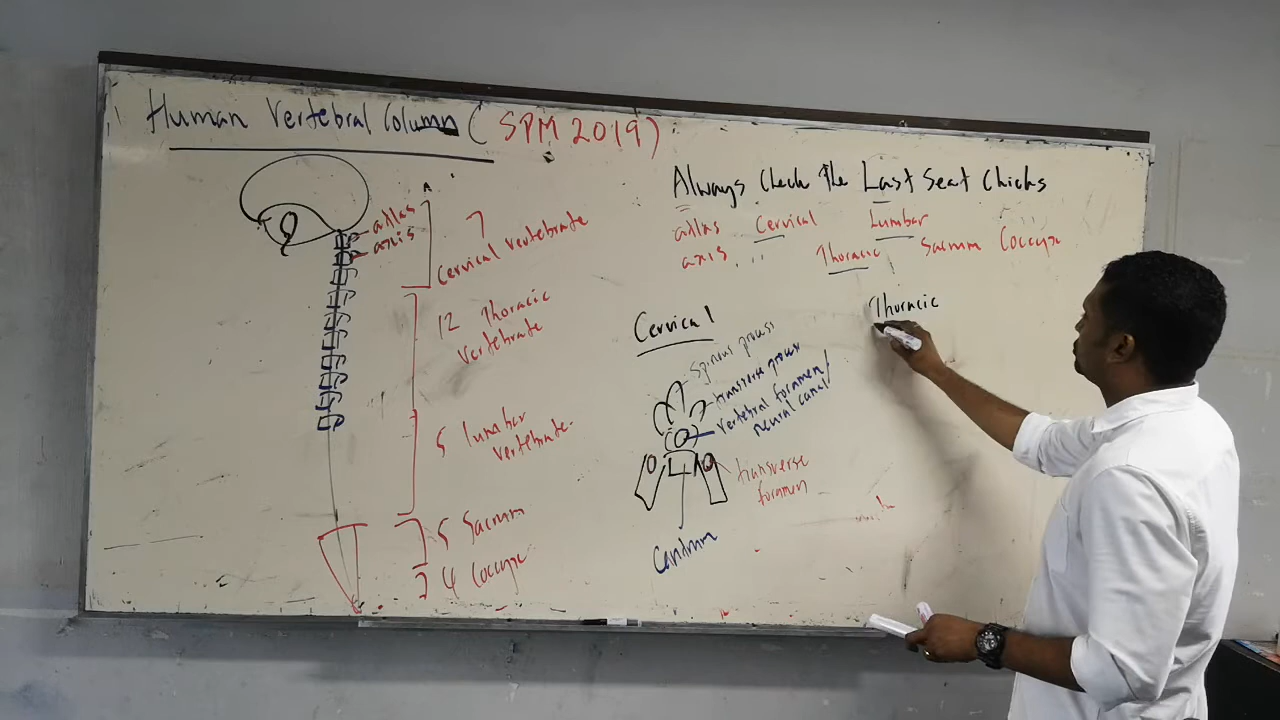 Human Vertebral Column (SPM 2019)
atlas
axis
7
Cervical vertebrate
12 Thoracic
Vertebrate
5 lumbar
vertebrate
5 Sacrum
4 Coccyx
Always Check The Last Seat Chicks
atlas Cervical Lumbar
axis ... Thoracic Sacrum Coccyx
Cervical
Spinous process
transverse process
Vertebral foramen/
neural canal
transverse
foramen
Centrum
Thoracic